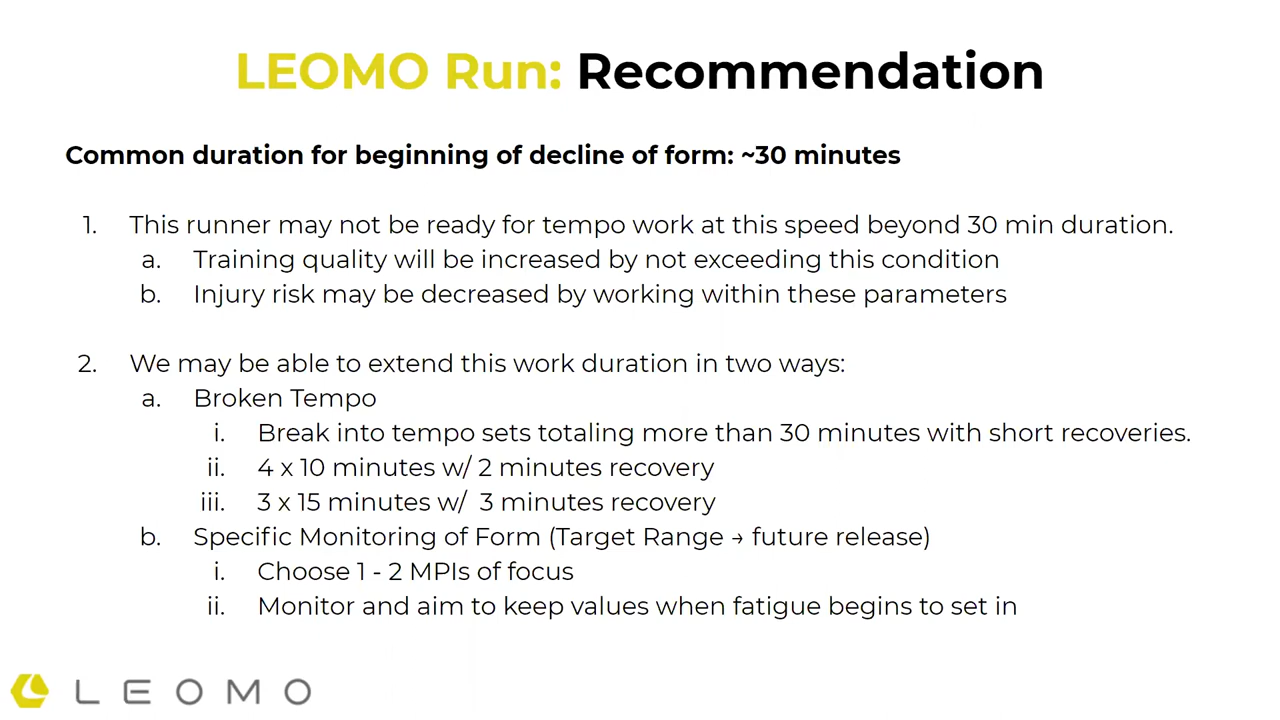 LEOMO Run: Recommendation
Common duration for beginning of decline of form: ~30 minutes
1. This runner may not be ready for tempo work at this speed beyond 30 min duration.
a. Training quality will be increased by not exceeding this condition
b. Injury risk may be decreased by working within these parameters
2. We may be able to extend this work duration in two ways:
a. Broken Tempo
i. Break into tempo sets totaling more than 30 minutes with short recoveries.
ii. 4 x 10 minutes w/ 2 minutes recovery
iii. 3 x 15 minutes w/ 3 minutes recovery
b. Specific Monitoring of Form (Target Range → future release)
i. Choose 1 - 2 MPIs of focus
ii. Monitor and aim to keep values when fatigue begins to set in
LEOMO